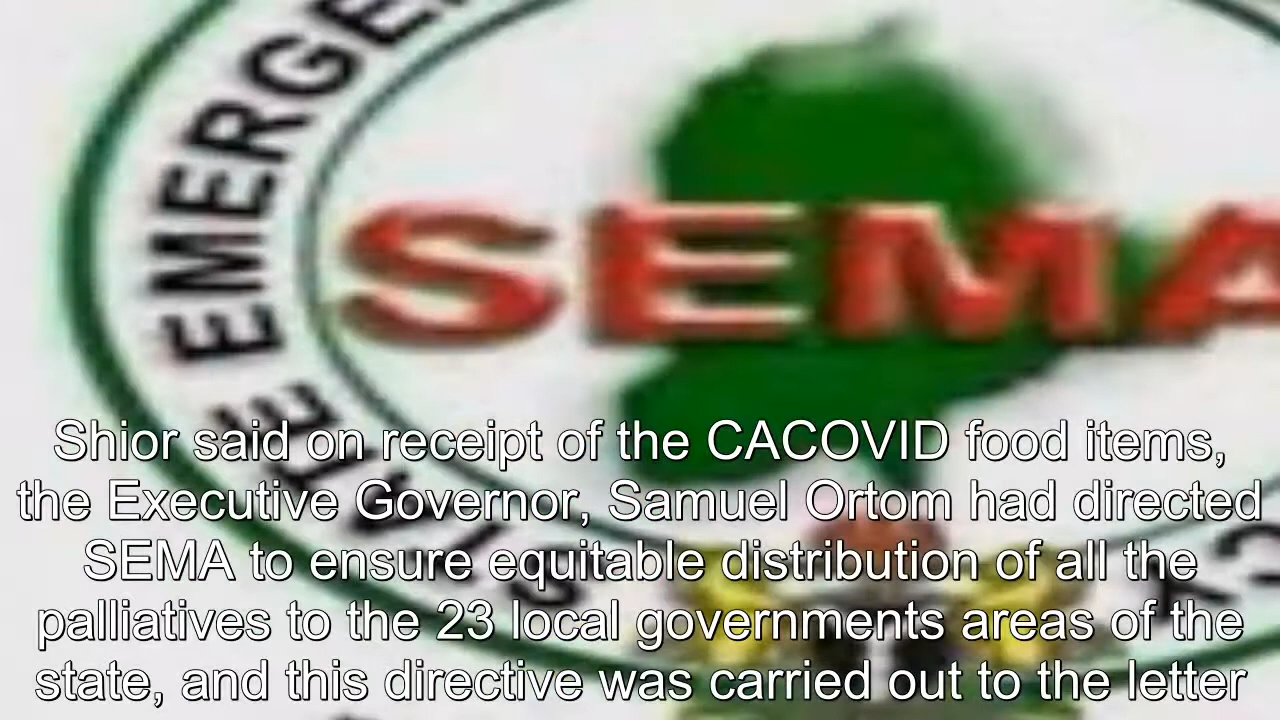 STATE EMERGE
SEMA
CY
Shior said on receipt of the CACOVID food items,
the Executive Governor, Samuel Ortom had directed
SEMA to ensure equitable distribution of all the
palliatives to the 23 local governments areas of the
state, and this directive was carried out to the letter